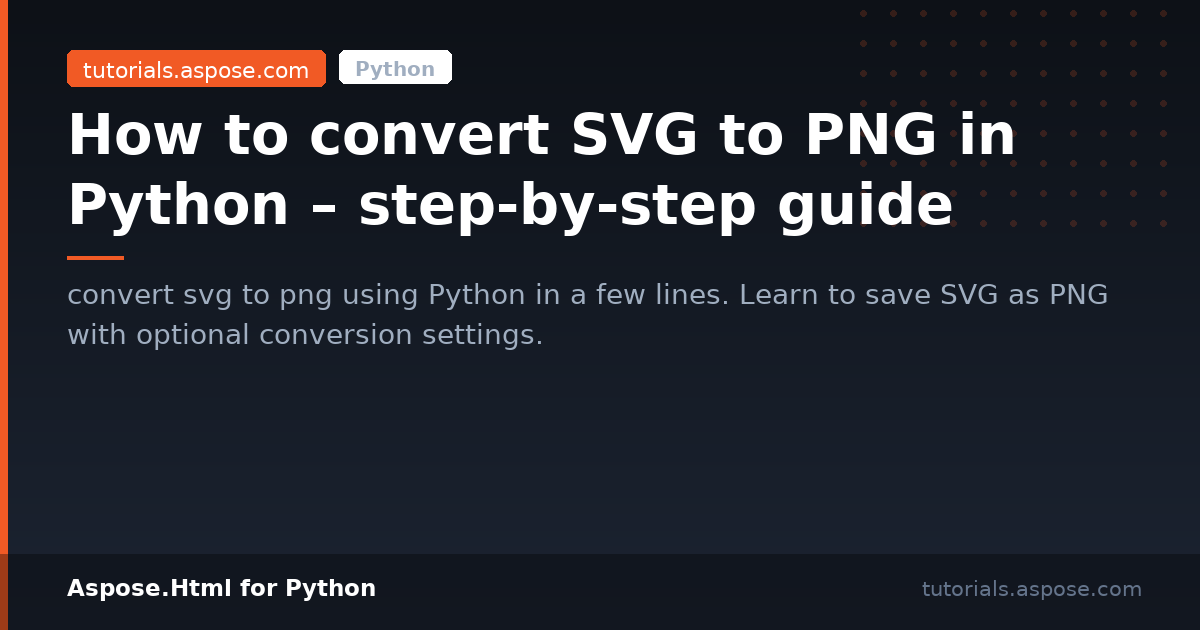 tutorials.aspose.com
Python
How to convert SVG to PNG in
Python – step-by-step guide
convert svg to png using Python in a few lines. Learn to save SVG as PNG
with optional conversion settings.
Aspose.Html for Python
tutorials.aspose.com